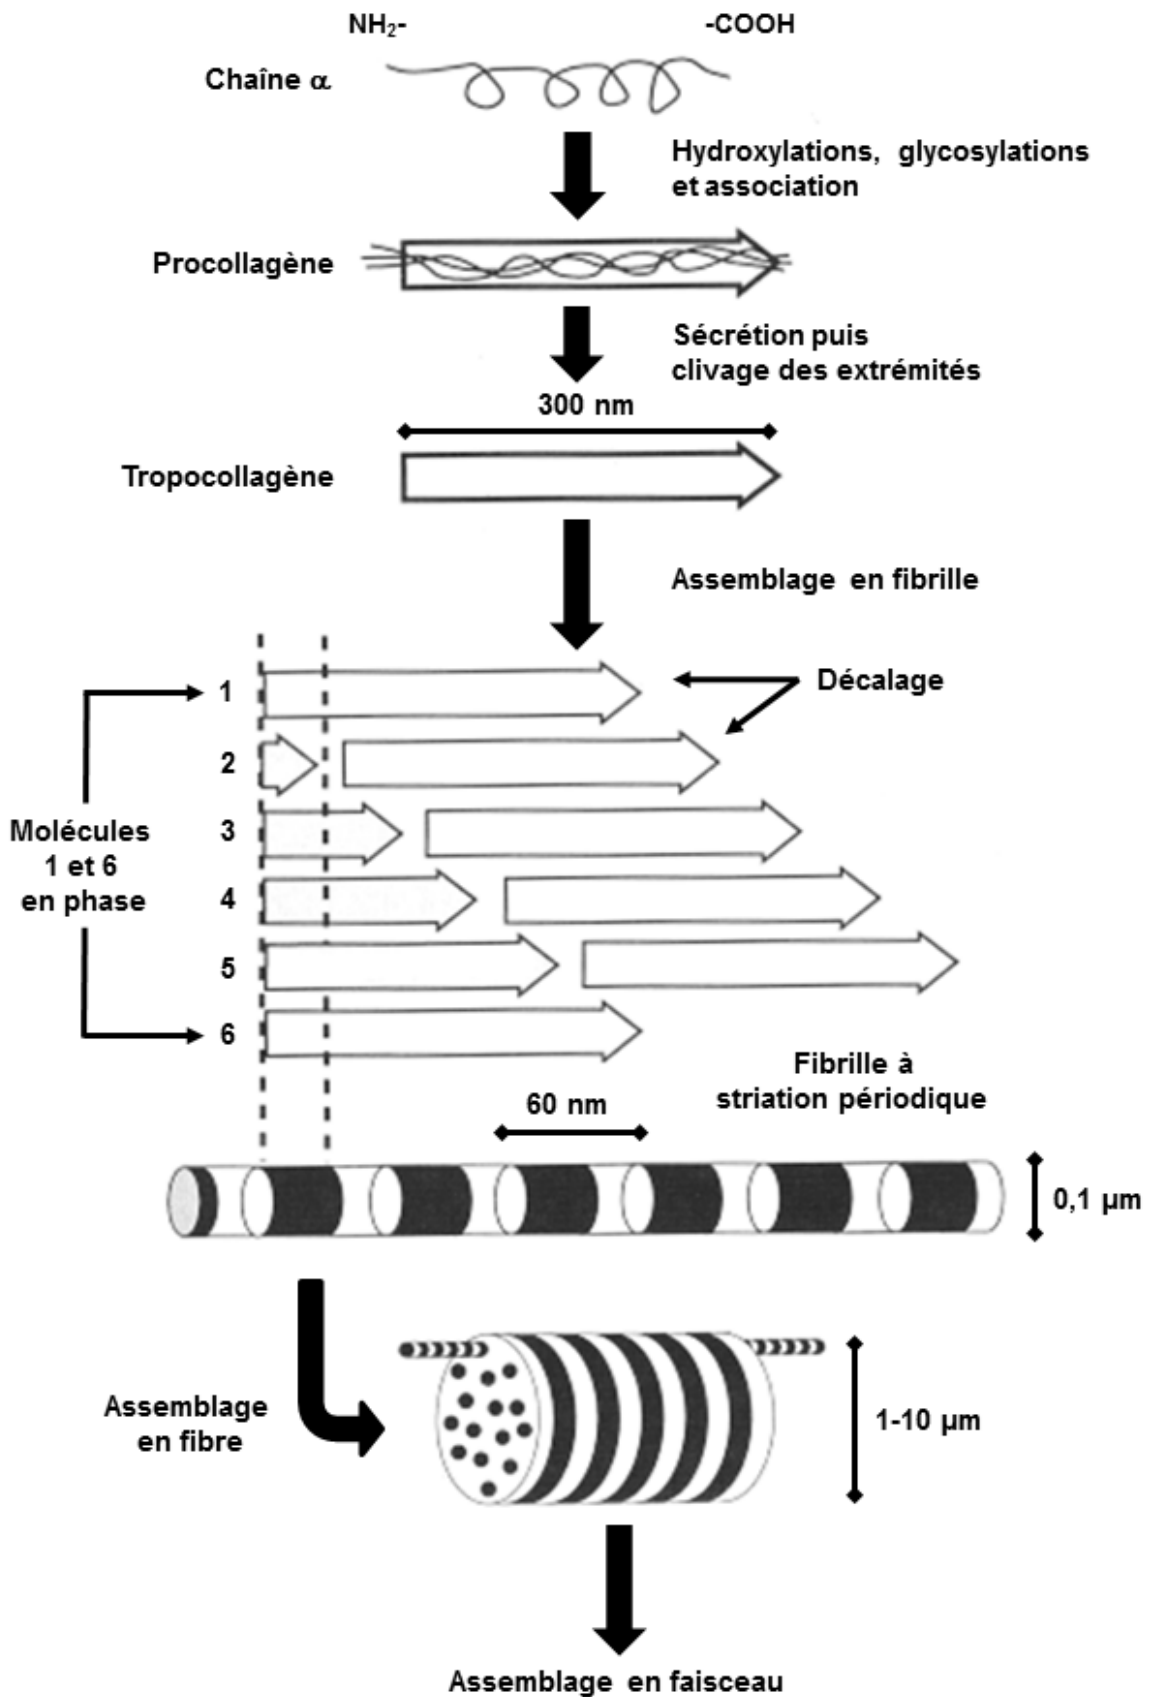 NH₂- -COOH
Chaîne α
Hydroxylations, glycosylations
et association
Procollagène
Sécrétion puis
clivage des extrémités
300 nm
Tropocollagène
Assemblage en fibrille
1
Décalage
2
3
Molécules
1 et 6
en phase
4
5
6
Fibrille à
striation périodique
60 nm
0,1 µm
Assemblage
en fibre
1-10 µm
Assemblage en faisceau